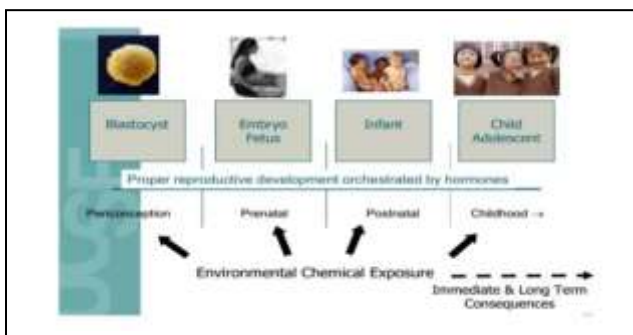 Blastocyst
Embryo
Fetus
Infant
Child
Adolescent
Proper reproductive development orchestrated by hormones
Periconception
Prenatal
Postnatal
Childhood →
Environmental Chemical Exposure
Immediate & Long Term
Consequences
UCSF